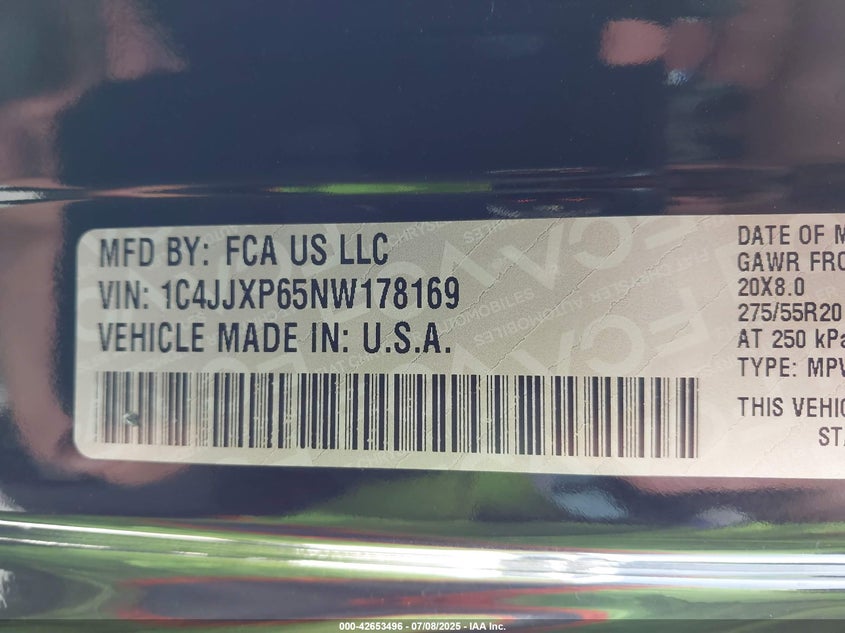 MFD BY: FCA US LLC
VIN: 1C4JJXP65NW178169
VEHICLE MADE IN: U.S.A.
DATE OF M
GAWR FRO
20X8.0
275/55R20
AT 250 kPa
TYPE: MPV
THIS VEHIC
STA
000-42653496 - 07/08/2025 - IAA Inc.